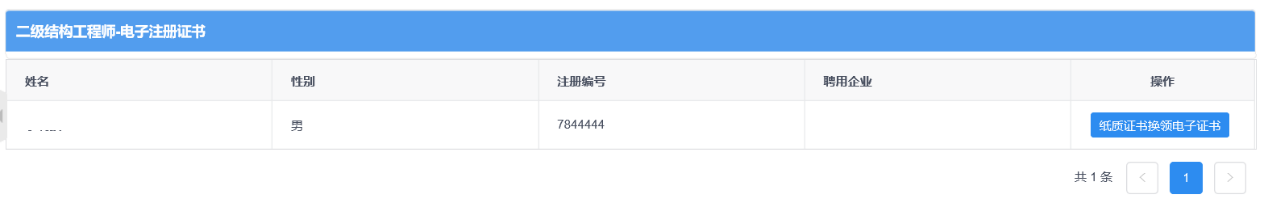 二级结构工程师-电子注册证书
姓名 性别 注册编号 聘用企业 操作
男 7844444 纸质证书换领电子证书
共 1 条 1